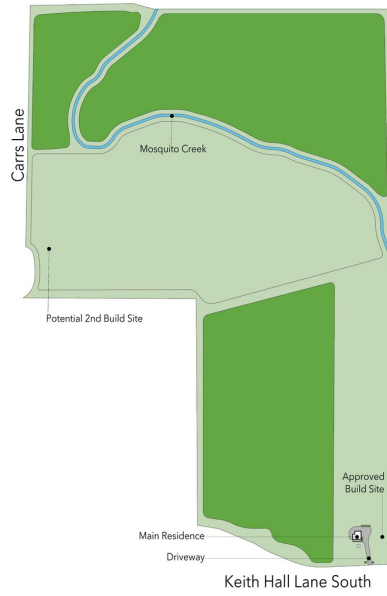 Carrs Lane
Mosquito Creek
Potential 2nd Build Site
Approved
Build Site
Main Residence
Driveway
Keith Hall Lane South